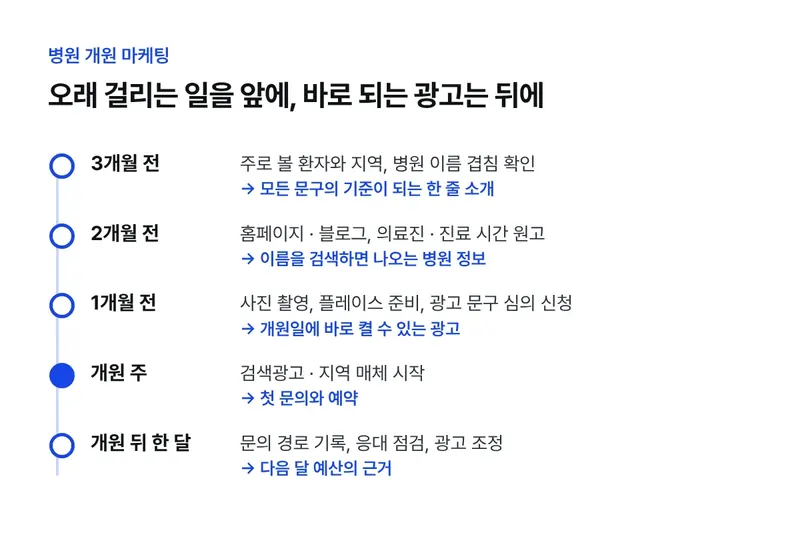 병원 개원 마케팅
오래 걸리는 일을 앞에, 바로 되는 광고는 뒤에
3개월 전
주로 볼 환자와 지역, 병원 이름 겹침 확인
→ 모든 문구의 기준이 되는 한 줄 소개
2개월 전
홈페이지 · 블로그, 의료진 · 진료 시간 원고
→ 이름을 검색하면 나오는 병원 정보
1개월 전
사진 촬영, 플레이스 준비, 광고 문구 심의 신청
→ 개원일에 바로 켤 수 있는 광고
개원 주
검색광고 · 지역 매체 시작
→ 첫 문의와 예약
개원 뒤 한 달
문의 경로 기록, 응대 점검, 광고 조정
→ 다음 달 예산의 근거